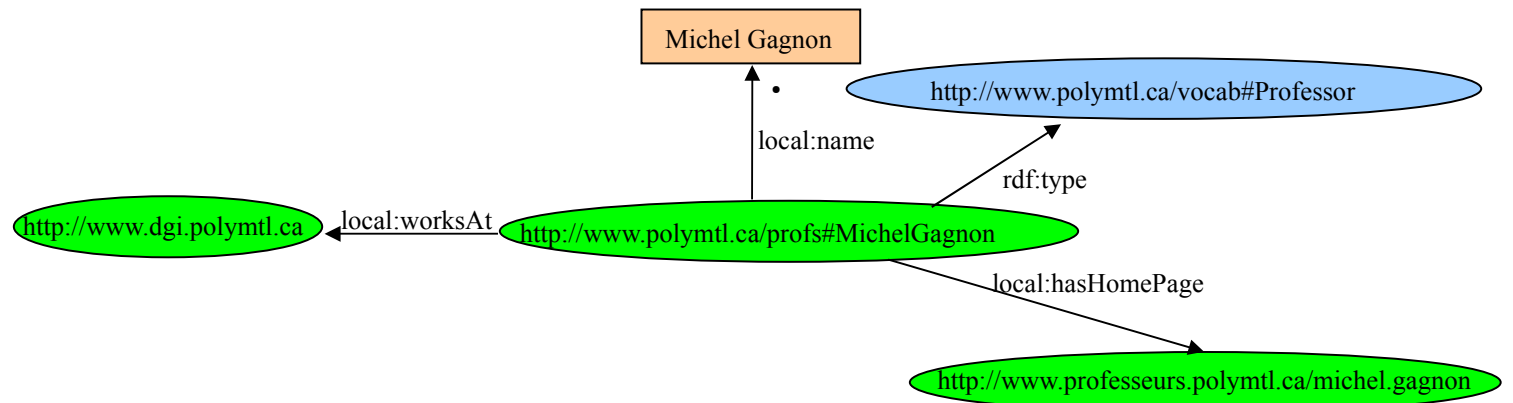 Michel Gagnon
http://www.polymtl.ca/vocab#Professor
local:name
rdf:type
http://www.dgi.polymtl.ca
local:worksAt
http://www.polymtl.ca/profs#MichelGagnon
local:hasHomePage
http://www.professeurs.polymtl.ca/michel.gagnon